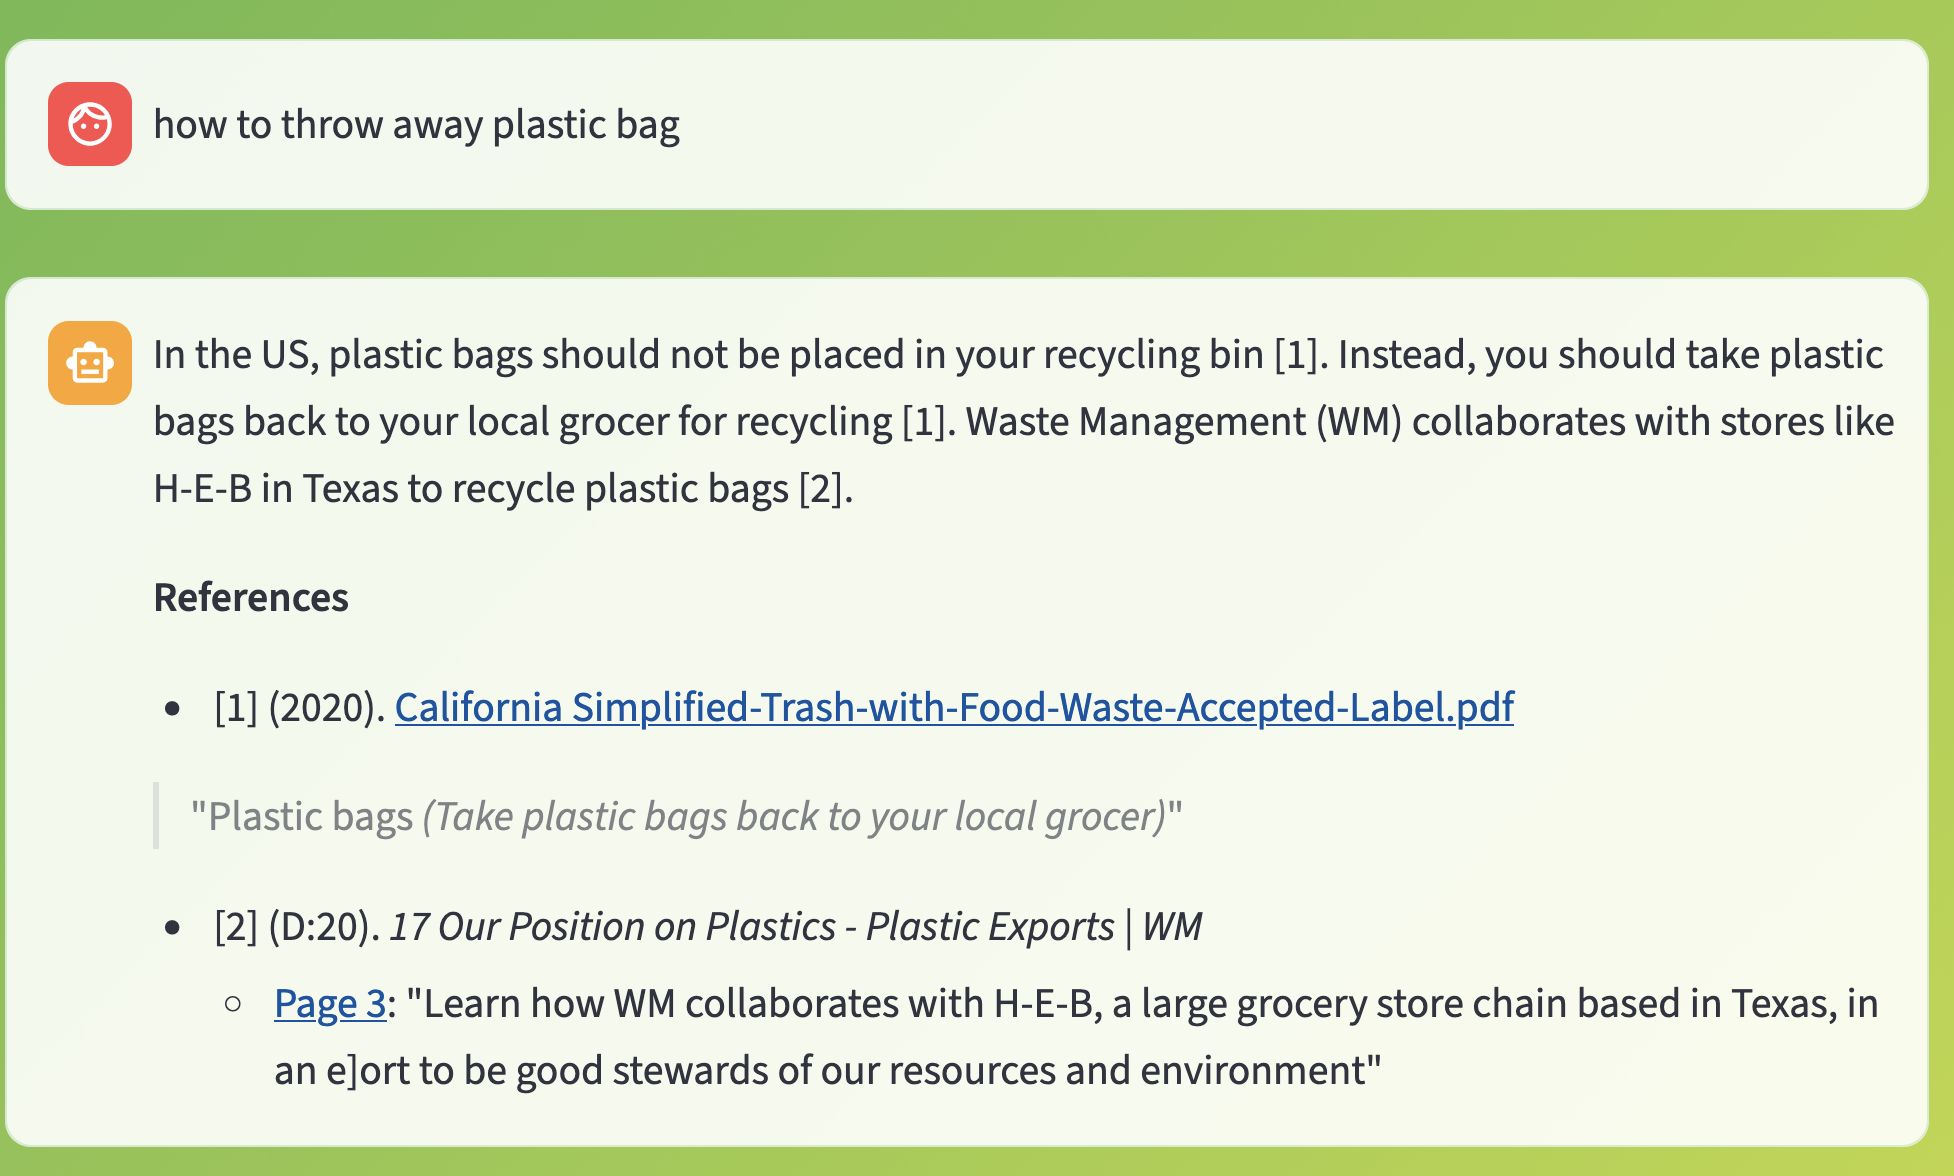 how to throw away plastic bag
In the US, plastic bags should not be placed in your recycling bin [1]. Instead, you should take plastic
bags back to your local grocer for recycling [1]. Waste Management (WM) collaborates with stores like
H-E-B in Texas to recycle plastic bags [2].
References
[1] (2020). California Simplified-Trash-with-Food-Waste-Accepted-Label.pdf
"Plastic bags (Take plastic bags back to your local grocer)"
[2] (D:20). 17 Our Position on Plastics - Plastic Exports | WM
Page 3: "Learn how WM collaborates with H-E-B, a large grocery store chain based in Texas, in
an e]ort to be good stewards of our resources and environment"